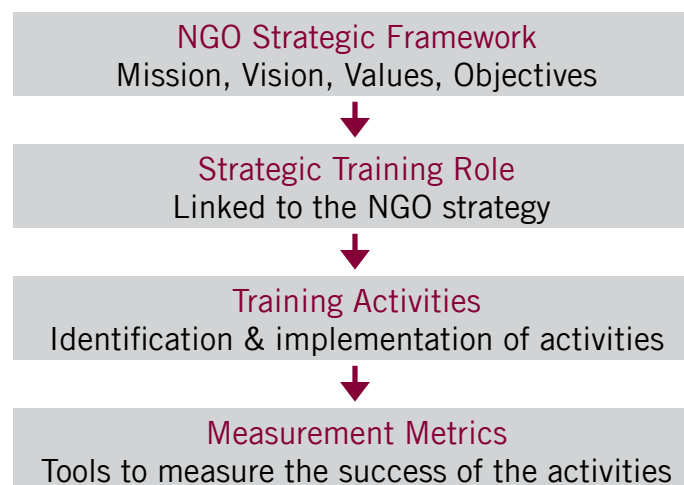 NGO Strategic Framework
Mission, Vision, Values, Objectives
Strategic Training Role
Linked to the NGO strategy
Training Activities
Identification & implementation of activities
Measurement Metrics
Tools to measure the success of the activities